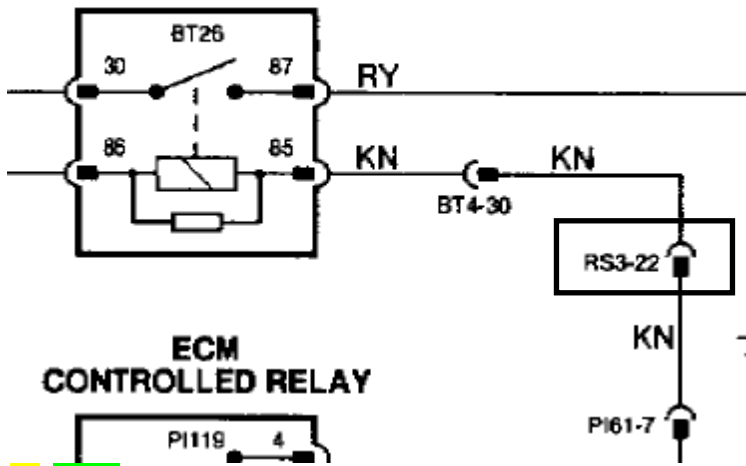 BT26
30 87 RY
86 85 KN KN
BT4-30
RS3-22
ECM KN
CONTROLLED RELAY
PI119 4 PI61-7